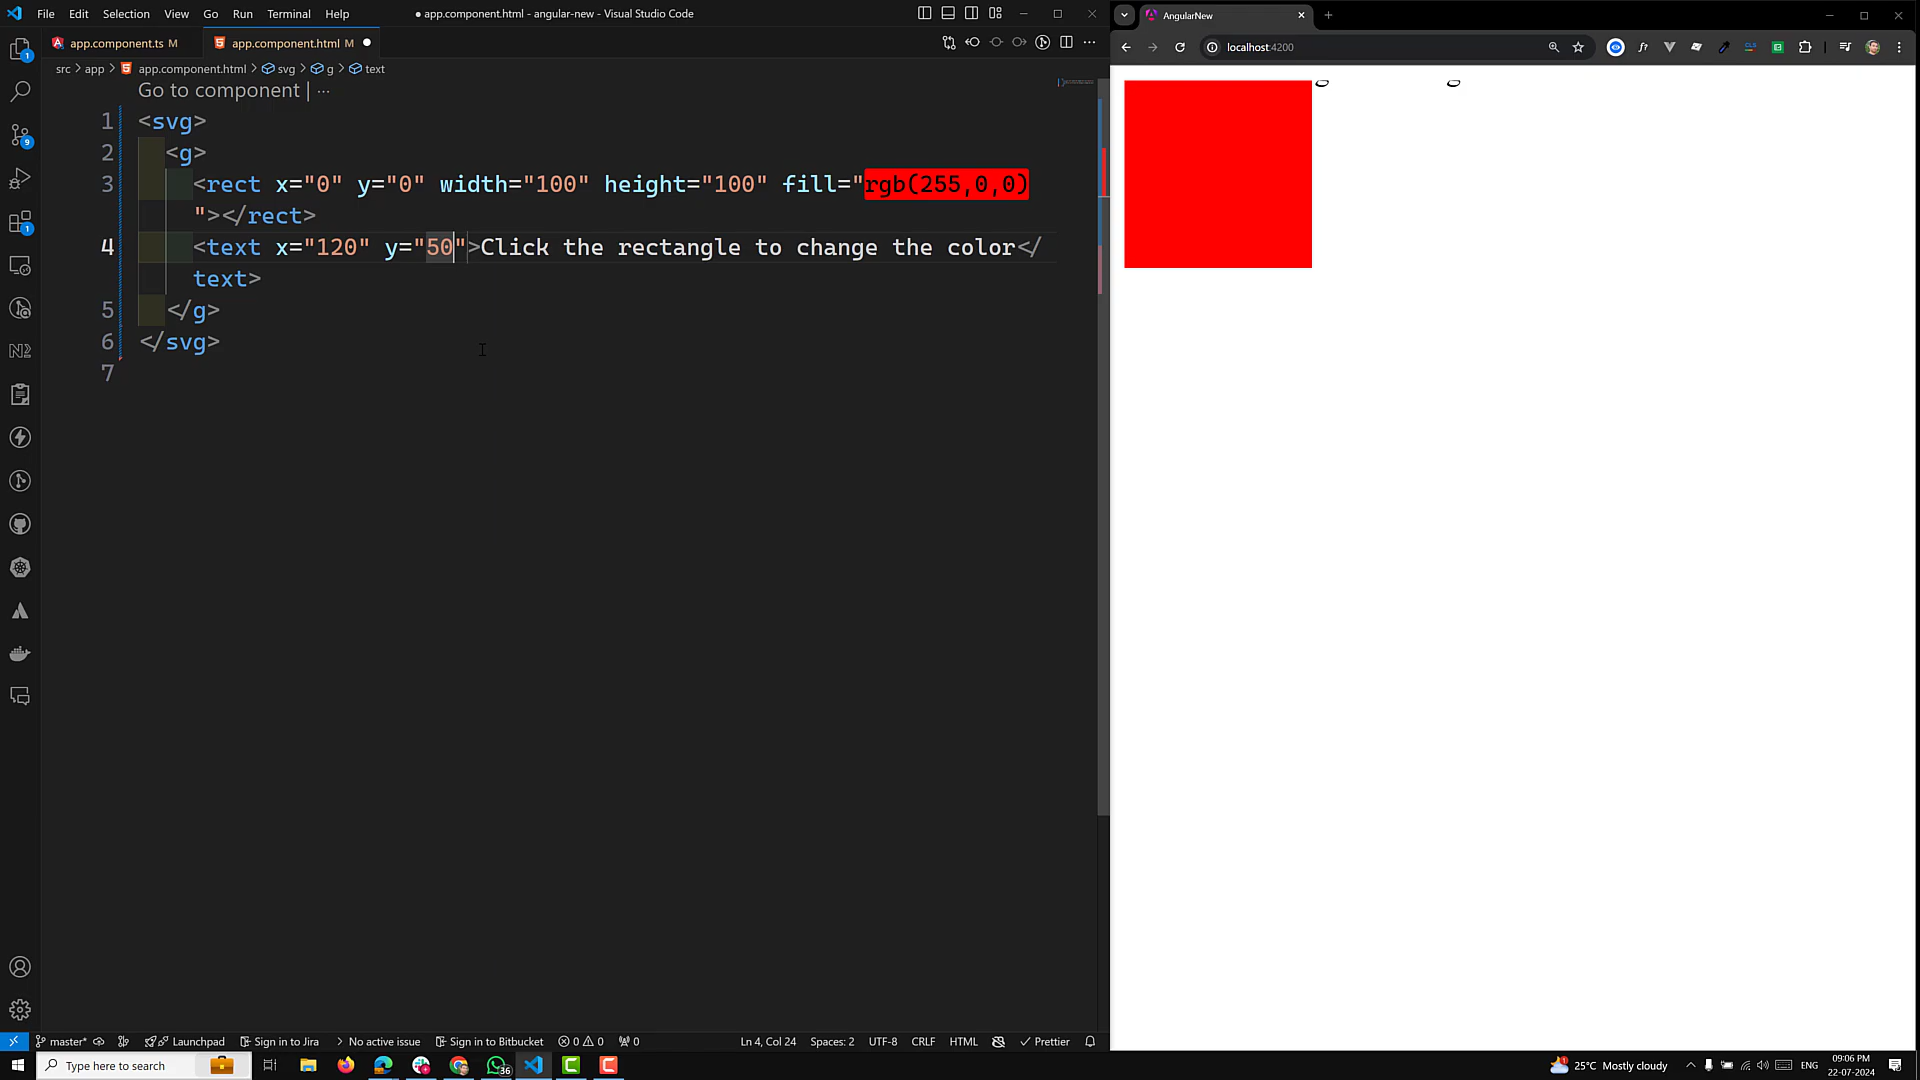 File Edit Selection View Go Run Terminal Help
● app.component.html - angular-new - Visual Studio Code
app.component.ts M
app.component.html M
src > app > app.component.html > svg > g > text
Go to component | ...
1 <svg>
2 <g>
3 <rect x="0" y="0" width="100" height="100" fill="rgb(255,0,0)
"></rect>
4 <text x="120" y="50">Click the rectangle to change the color</
text>
5 </g>
6 </svg>
7
1
9
1
master* Launchpad Sign in to Jira No active issue Sign in to Bitbucket 0 0 0
Ln 4, Col 24 Spaces: 2 UTF-8 CRLF HTML Prettier
AngularNew
localhost:4200
Type here to search
36
25°C Mostly cloudy
ENG
09:06 PM
22-07-2024